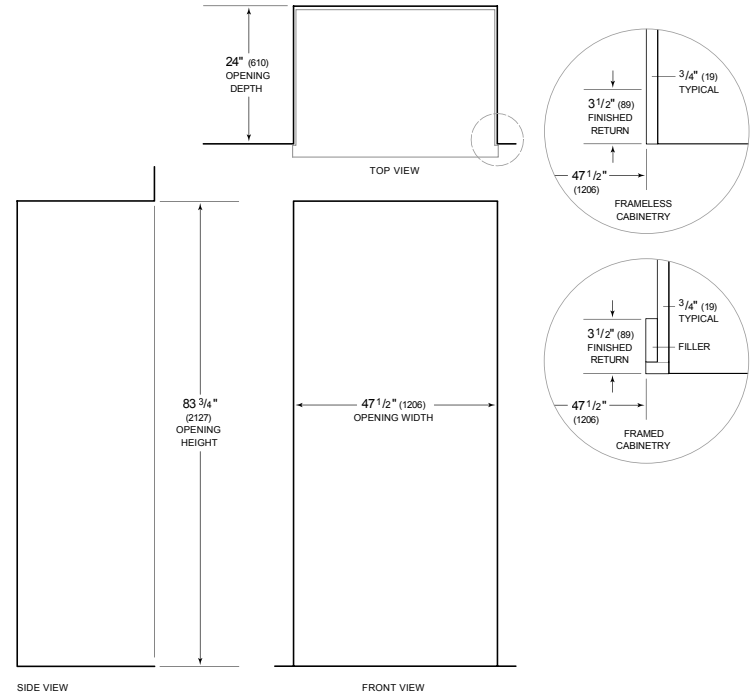 24" (610)
OPENING
DEPTH
TOP VIEW
3/4" (19)
TYPICAL
3 1/2" (89)
FINISHED
RETURN
47 1/2"
(1206)
FRAMELESS
CABINETRY
3/4" (19)
TYPICAL
3 1/2" (89)
FINISHED
RETURN
FILLER
47 1/2"
(1206)
FRAMED
CABINETRY
83 3/4"
(2127)
OPENING
HEIGHT
47 1/2" (1206)
OPENING WIDTH
SIDE VIEW
FRONT VIEW